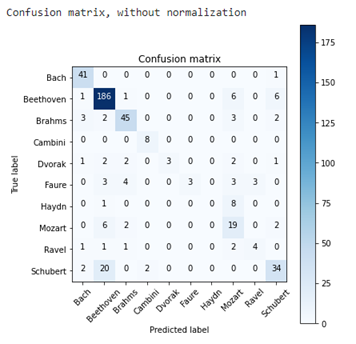 Confusion matrix, without normalization
Confusion matrix
Bach 41 0 0 0 0 0 0 0 0 1
Beethoven 1 186 1 0 0 0 0 6 0 6
Brahms 3 2 45 0 0 0 0 3 0 2
Cambini 0 0 0 8 0 0 0 0 0 0
Dvorak 1 2 2 0 3 0 0 2 0 1
Faure 0 3 4 0 0 3 0 3 3 0
Haydn 0 1 0 0 0 0 0 8 0 0
Mozart 0 6 2 0 0 0 0 19 0 2
Ravel 1 1 1 0 0 0 0 2 4 0
Schubert 2 20 0 2 0 0 0 0 0 34
True label
Bach Beethoven Brahms Cambini Dvorak Faure Haydn Mozart Ravel Schubert
Predicted label
175
150
125
100
75
50
25
0